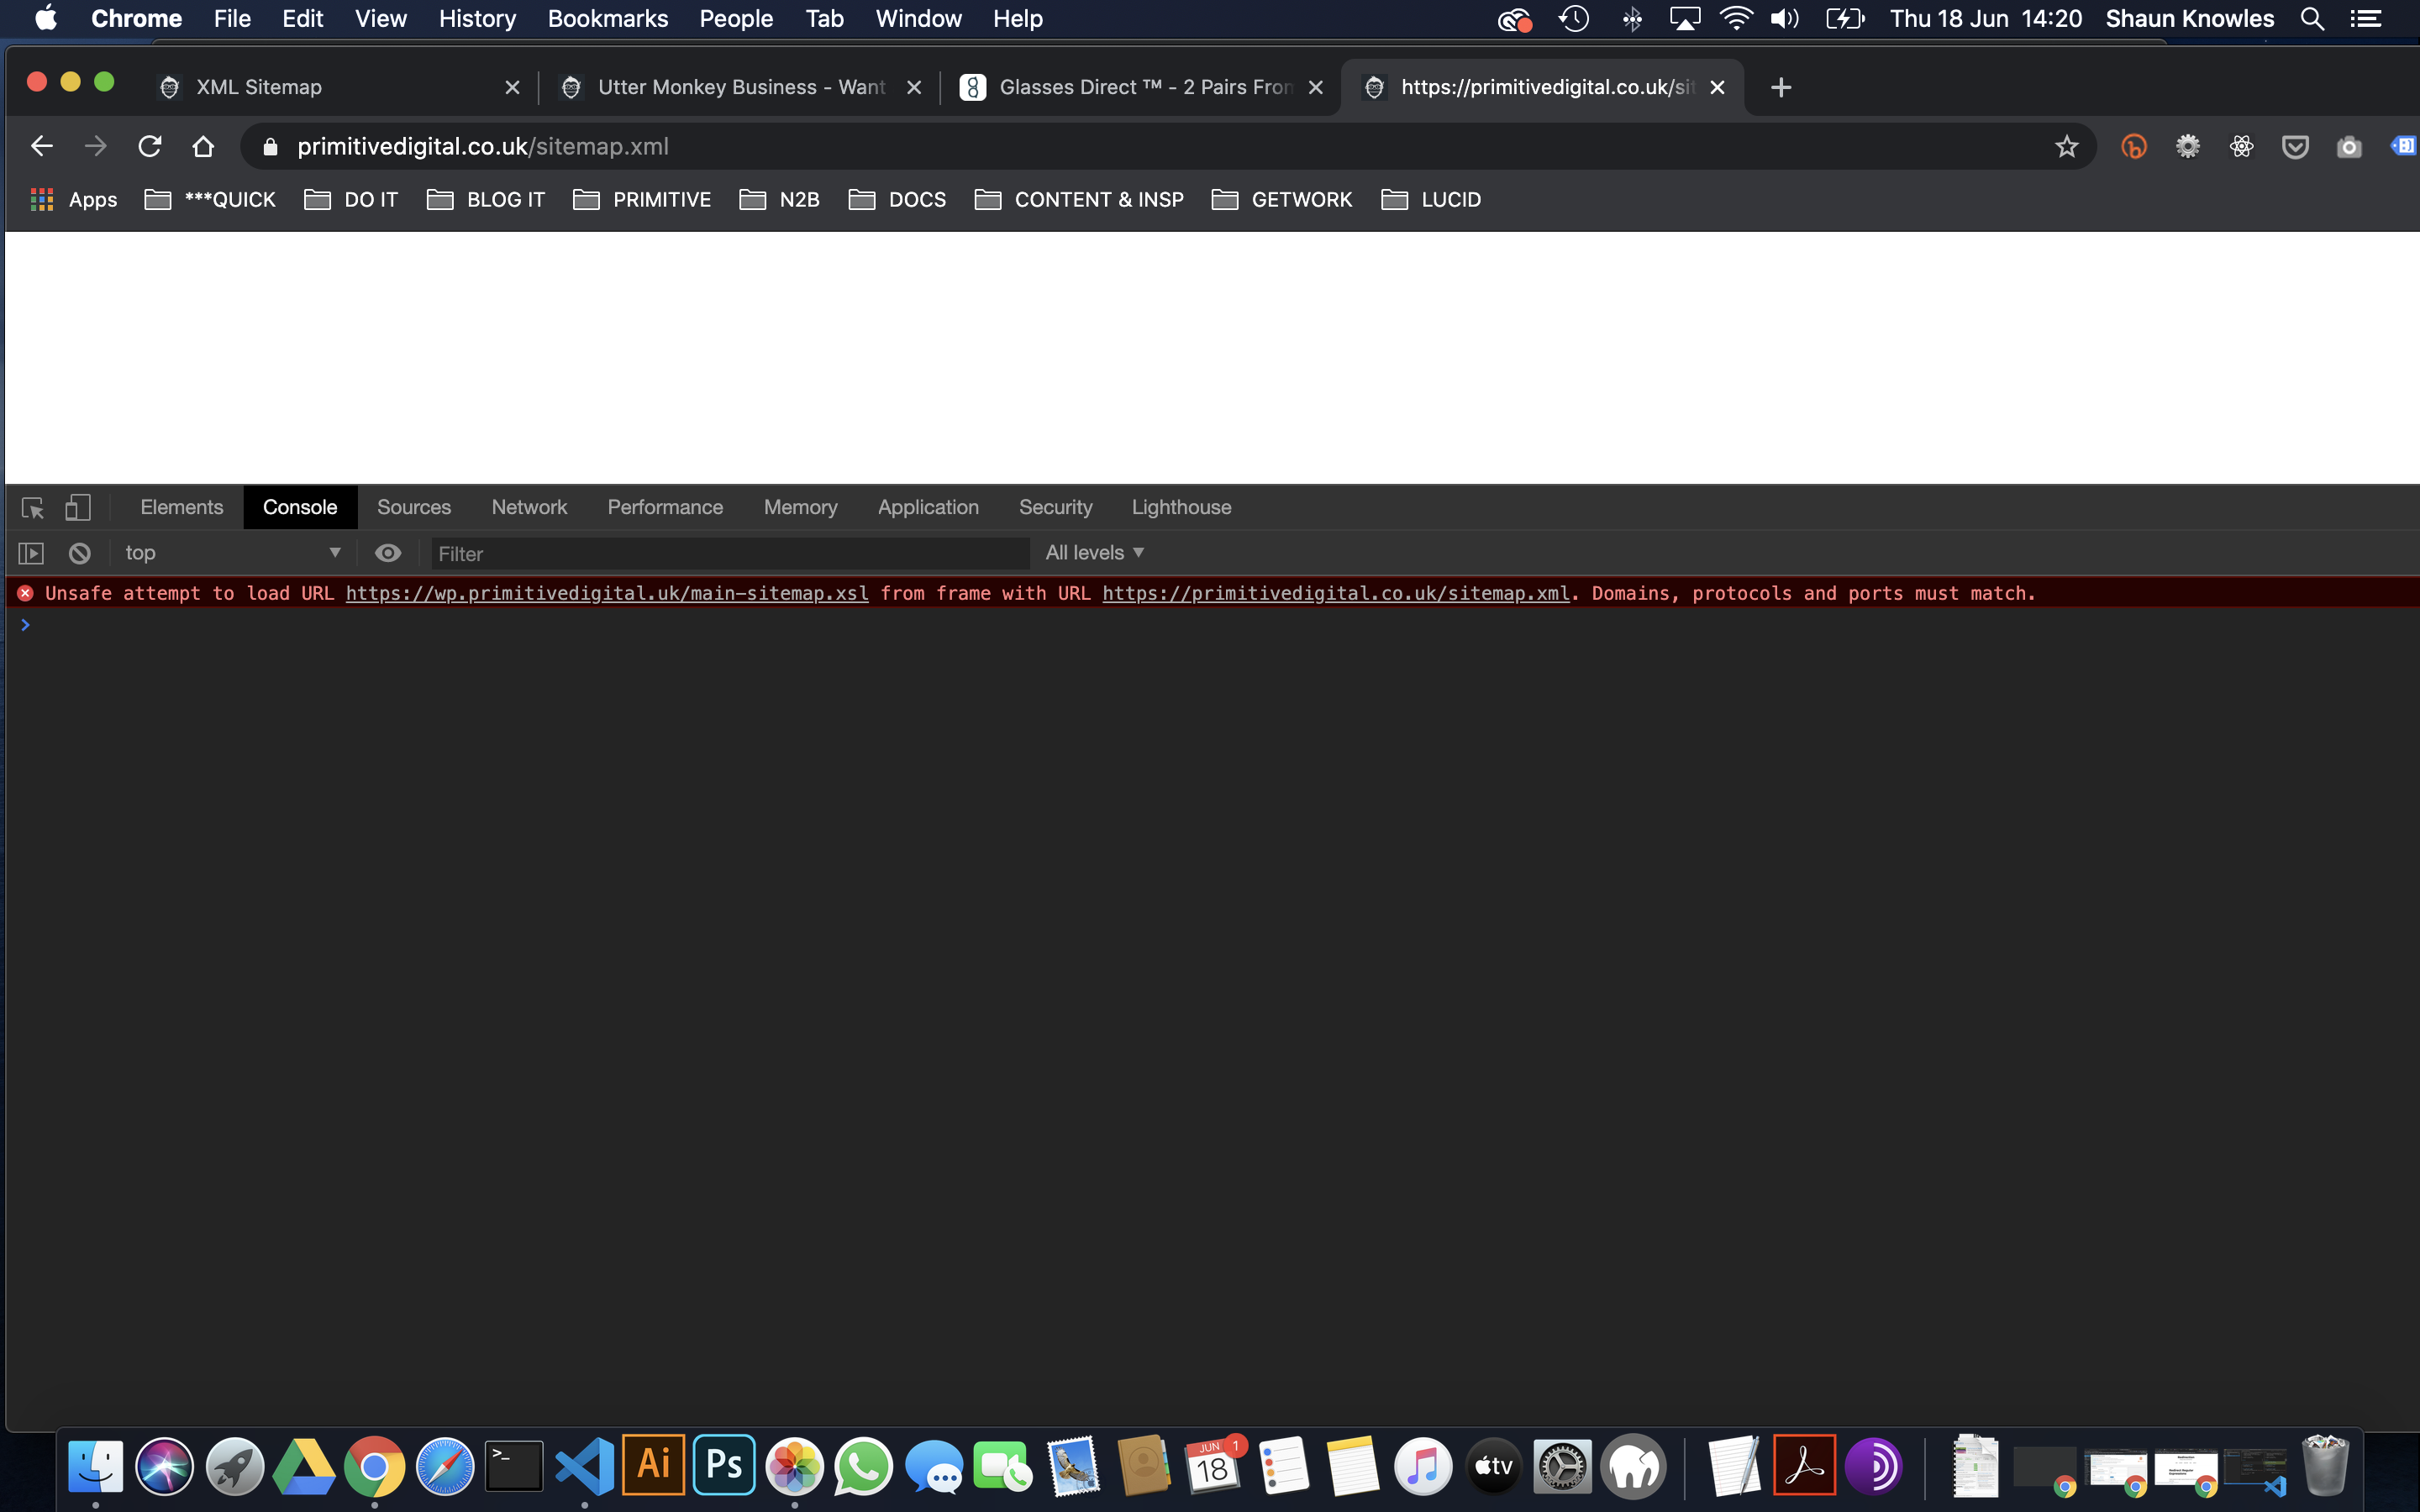 Chrome File Edit View History Bookmarks People Tab Window Help Thu 18 Jun 14:20 Shaun Knowles
XML Sitemap Utter Monkey Business - Want Glasses Direct ™ - 2 Pairs From https://primitivedigital.co.uk/sit
primitivedigital.co.uk/sitemap.xml
Apps ***QUICK DO IT BLOG IT PRIMITIVE N2B DOCS CONTENT & INSP GETWORK LUCID
Elements Console Sources Network Performance Memory Application Security Lighthouse
top Filter All levels
Unsafe attempt to load URL https://wp.primitivedigital.uk/main-sitemap.xsl from frame with URL https://primitivedigital.co.uk/sitemap.xml. Domains, protocols and ports must match.
>_ Ai Ps JUN 18 1 tv